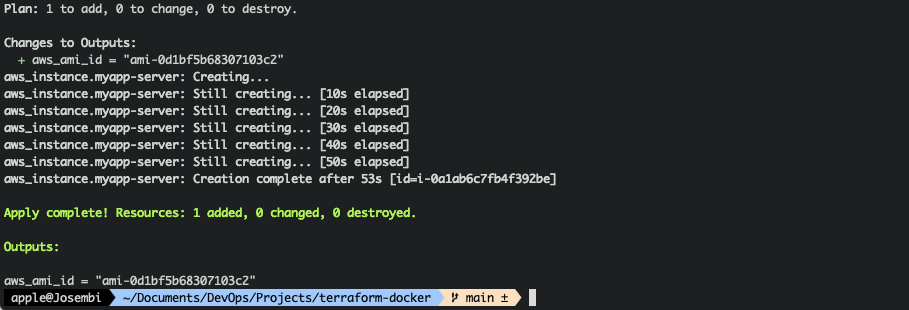 Plan: 1 to add, 0 to change, 0 to destroy.
Changes to Outputs:
+ aws_ami_id = "ami-0d1bf5b68307103c2"
aws_instance.myapp-server: Creating...
aws_instance.myapp-server: Still creating... [10s elapsed]
aws_instance.myapp-server: Still creating... [20s elapsed]
aws_instance.myapp-server: Still creating... [30s elapsed]
aws_instance.myapp-server: Still creating... [40s elapsed]
aws_instance.myapp-server: Still creating... [50s elapsed]
aws_instance.myapp-server: Creation complete after 53s [id=i-0a1ab6c7fb4f392be]
Apply complete! Resources: 1 added, 0 changed, 0 destroyed.
Outputs:
aws_ami_id = "ami-0d1bf5b68307103c2"
apple@Josembi ~/Documents/DevOps/Projects/terraform-docker main ±